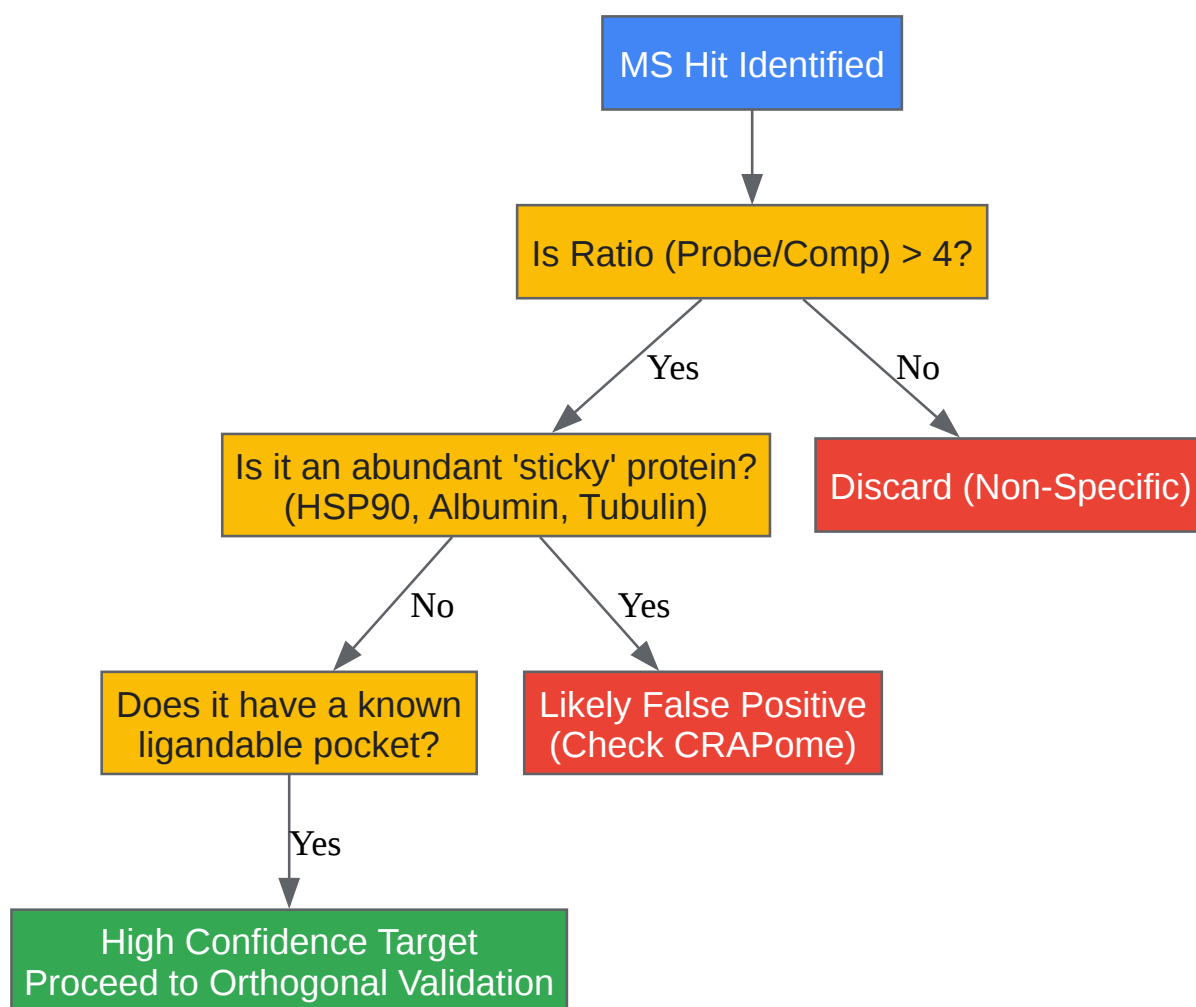 MS Hit Identified
Is Ratio (Probe/Comp) > 4?
Yes
No
Is it an abundant 'sticky' protein?
(HSP90, Albumin, Tubulin)
Discard (Non-Specific)
No
Yes
Does it have a known
ligandable pocket?
Likely False Positive
(Check CRAPome)
Yes
High Confidence Target
Proceed to Orthogonal Validation